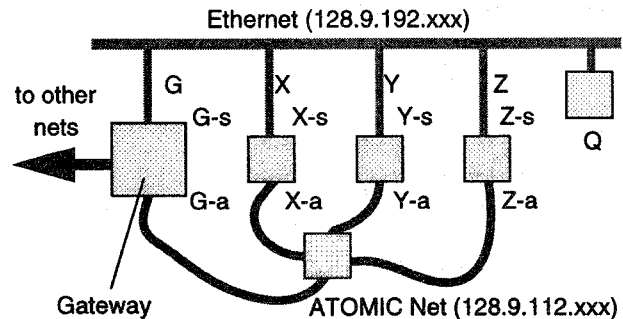 Ethernet (128.9.192.xxx)
to other
nets
G X Y Z
G-s X-s Y-s Z-s
Q
G-a X-a Y-a Z-a
Gateway
ATOMIC Net (128.9.112.xxx)